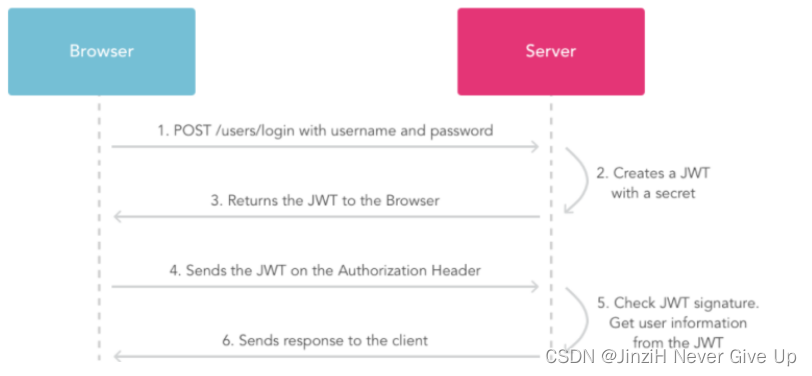 Browser
Server
1. POST /users/login with username and password
2. Creates a JWT
with a secret
3. Returns the JWT to the Browser
4. Sends the JWT on the Authorization Header
5. Check JWT signature.
Get user information
from the JWT
6. Sends response to the client
CSDN @JinziH Never Give Up